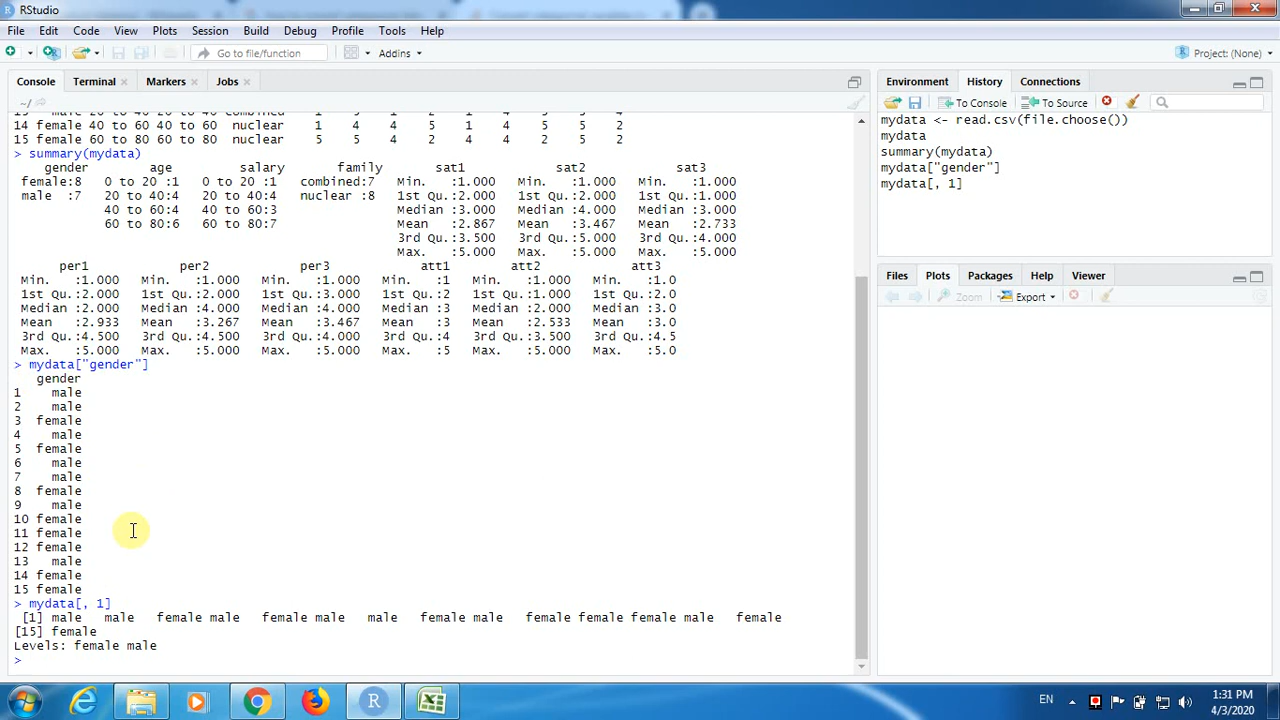 RStudio
File Edit Code View Plots Session Build Debug Profile Tools Help
Go to file/function Addins Project: (None)
Console Terminal Markers Jobs
~/
14 female 40 to 60 40 to 60 nuclear 1 4 4 5 1 4 5 5 2
15 female 60 to 80 60 to 80 nuclear 5 5 4 2 4 4 2 5 2
> summary(mydata)
gender age salary family sat1 sat2 sat3
female:8 0 to 20 :1 0 to 20 :1 combined:7 Min. :1.000 Min. :1.000 Min. :1.000
male :7 20 to 40:4 20 to 40:4 nuclear :8 1st Qu.:2.000 1st Qu.:2.000 1st Qu.:1.000
40 to 60:4 40 to 60:3 Median :3.000 Median :4.000 Median :3.000
60 to 80:6 60 to 80:7 Mean :2.867 Mean :3.467 Mean :2.733
3rd Qu.:3.500 3rd Qu.:5.000 3rd Qu.:4.000
Max. :5.000 Max. :5.000 Max. :5.000
per1 per2 per3 att1 att2 att3
Min. :1.000 Min. :1.000 Min. :1.000 Min. :1 Min. :1.000 Min. :1.0
1st Qu.:2.000 1st Qu.:2.000 1st Qu.:3.000 1st Qu.:2 1st Qu.:1.000 1st Qu.:2.0
Median :2.000 Median :4.000 Median :4.000 Median :3 Median :2.000 Median :3.0
Mean :2.933 Mean :3.267 Mean :3.467 Mean :3 Mean :2.533 Mean :3.0
3rd Qu.:4.500 3rd Qu.:4.500 3rd Qu.:5.000 3rd Qu.:4 3rd Qu.:3.500 3rd Qu.:4.5
Max. :5.000 Max. :5.000 Max. :5.000 Max. :5 Max. :5.000 Max. :5.0
> mydata["gender"]
gender
1 male
2 male
3 female
4 male
5 female
6 male
7 male
8 female
9 male
10 female
11 female
12 female
13 male
14 female
15 female
> mydata[, 1]
[1] male male female male female male male female male female female female male female
[15] female
Levels: female male
>
Environment History Connections
To Console To Source
mydata <- read.csv(file.choose())
mydata
summary(mydata)
mydata["gender"]
mydata[, 1]
Files Plots Packages Help Viewer
Zoom Export
EN
1:31 PM
4/3/2020